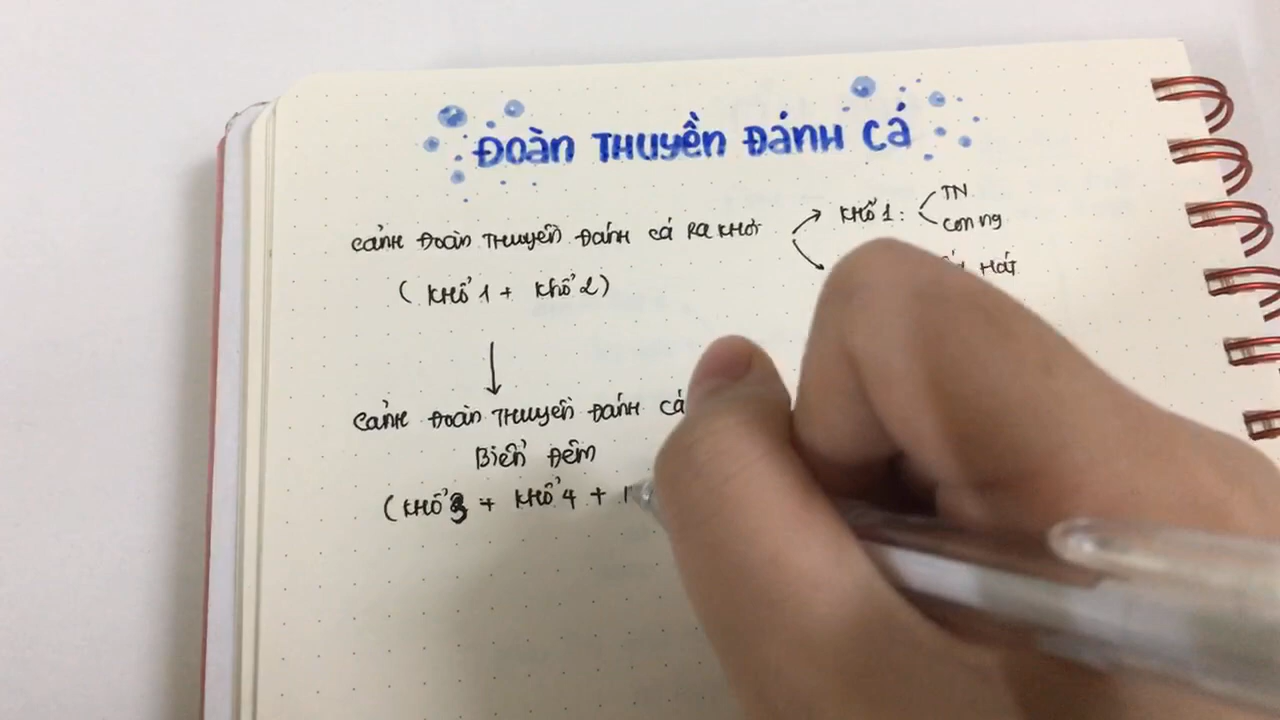 Đoàn Thuyền Đánh Cá
Cảnh Đoàn Thuyền Đánh Cá Ra Khơi
Khổ 1:
TN
Con ng
Hát
(Khổ 1 + Khổ 2)
Cảnh Đoàn Thuyền Đánh Cá
Biển Đêm
(Khổ 3 + Khổ 4 +